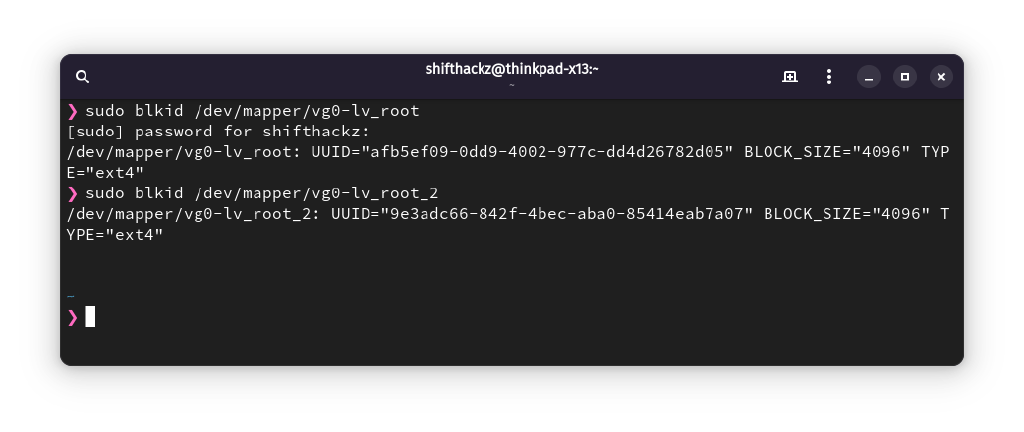 shifthackz@thinkpad-x13:~
~
❯ sudo blkid /dev/mapper/vg0-lv_root
[sudo] password for shifthackz:
/dev/mapper/vg0-lv_root: UUID="afb5ef09-0dd9-4002-977c-dd4d26782d05" BLOCK_SIZE="4096" TYP
E="ext4"
❯ sudo blkid /dev/mapper/vg0-lv_root_2
/dev/mapper/vg0-lv_root_2: UUID="9e3adc66-842f-4bec-aba0-85414eab7a07" BLOCK_SIZE="4096" T
YPE="ext4"
~
❯